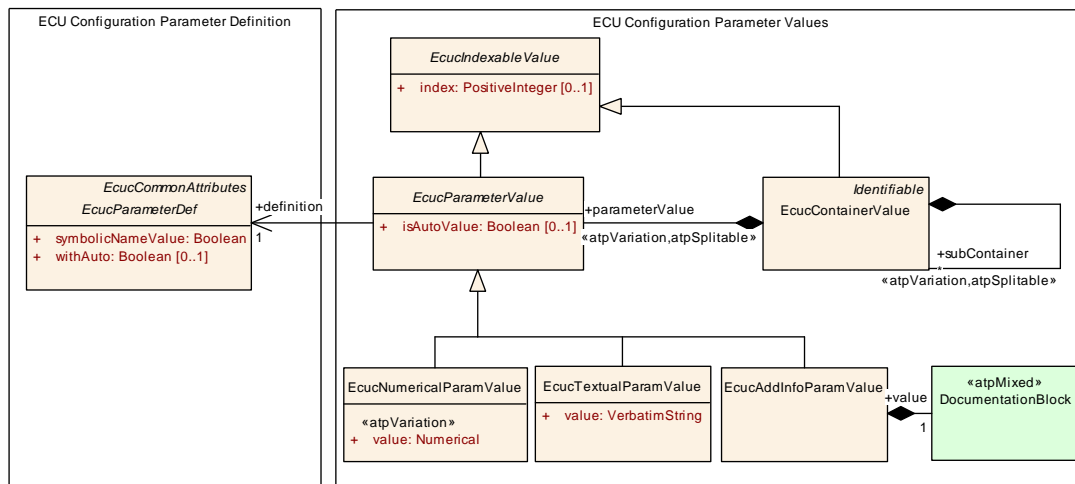 ECU Configuration Parameter Definition
ECU Configuration Parameter Values
EcucIndexableValue
+ index: PositiveInteger [0..1]
EcucCommonAttributes
EcucParameterDef
+ symbolicNameValue: Boolean
+ withAuto: Boolean [0..1]
+definition
1
EcucParameterValue
+ isAutoValue: Boolean [0..1]
+parameterValue
«atpVariation,atpSplitable»
Identifiable
EcucContainerValue
+subContainer
*
«atpVariation,atpSplitable»
EcucNumericalParamValue
«atpVariation»
+ value: Numerical
EcucTextualParamValue
+ value: VerbatimString
EcucAddInfoParamValue
+value
1
«atpMixed»
DocumentationBlock